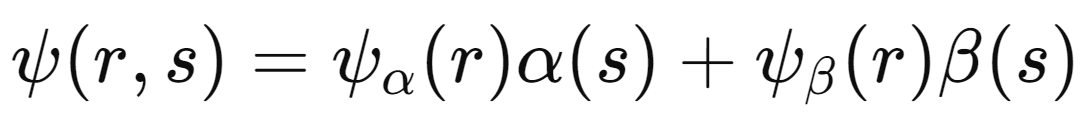 ψ(r, s) = ψ_α(r)α(s) + ψ_β(r)β(s)